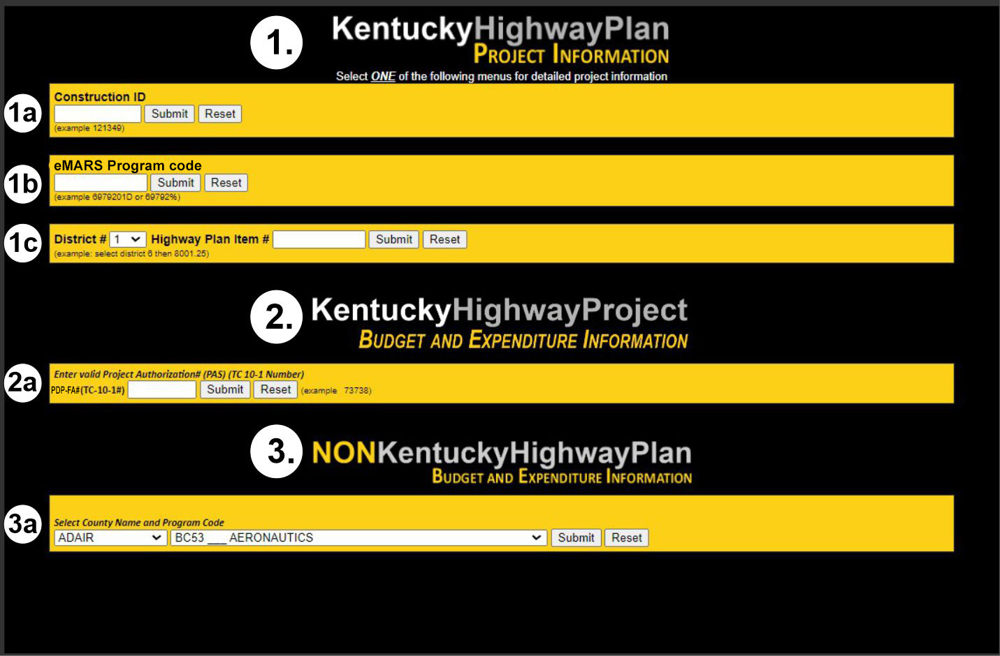 1.
KentuckyHighwayPlan
PROJECT INFORMATION
Select ONE of the following menus for detailed project information
1a
Construction ID
Submit Reset
(example 121349)
1b
eMARS Program code
Submit Reset
(example 6979201D or 69792%)
1c
District # 1 Highway Plan Item # Submit Reset
(example: select district 6 then 8001.25)
2.
KentuckyHighwayProject
BUDGET AND EXPENDITURE INFORMATION
2a
Enter valid Project Authorization# (PAS) (TC 10-1 Number)
PDP-FA#(TC-10-1#) Submit Reset (example 73738)
3.
NONKentuckyHighwayPlan
BUDGET AND EXPENDITURE INFORMATION
3a
Select County Name and Program Code
ADAIR BC53 ___ AERONAUTICS Submit Reset